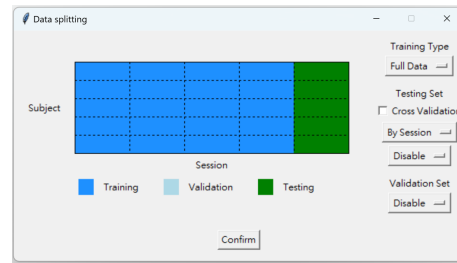 Data splitting
Training Type
Full Data
Testing Set
Cross Validation
By Session
Disable
Validation Set
Disable
Subject
Session
Training
Validation
Testing
Confirm